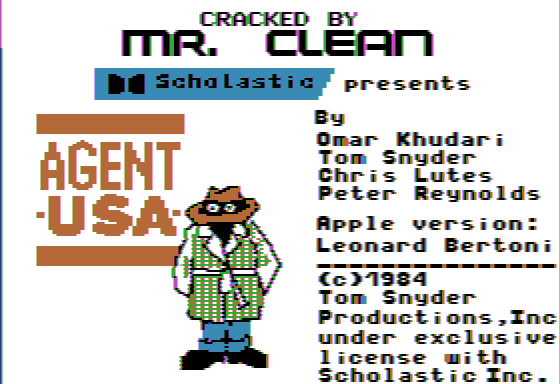 CRACKED BY
MR. CLEAN
Scholastic presents
AGENT
·USA·
By
Omar Khudari
Tom Snyder
Chris Lutes
Peter Reynolds
Apple version:
Leonard Bertoni
(c)1984
Tom Snyder
Productions,Inc
under exclusive
license with
Scholastic Inc.